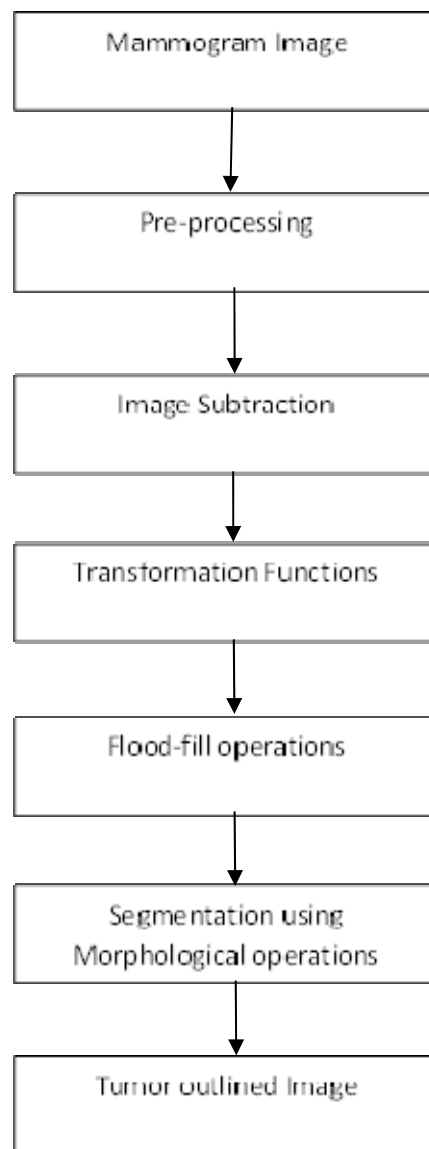 Mammogram Image
Pre-processing
Image Subtraction
Transformation Functions
Flood-fill operations
Segmentation using
Morphological operations
Tumor outlined Image